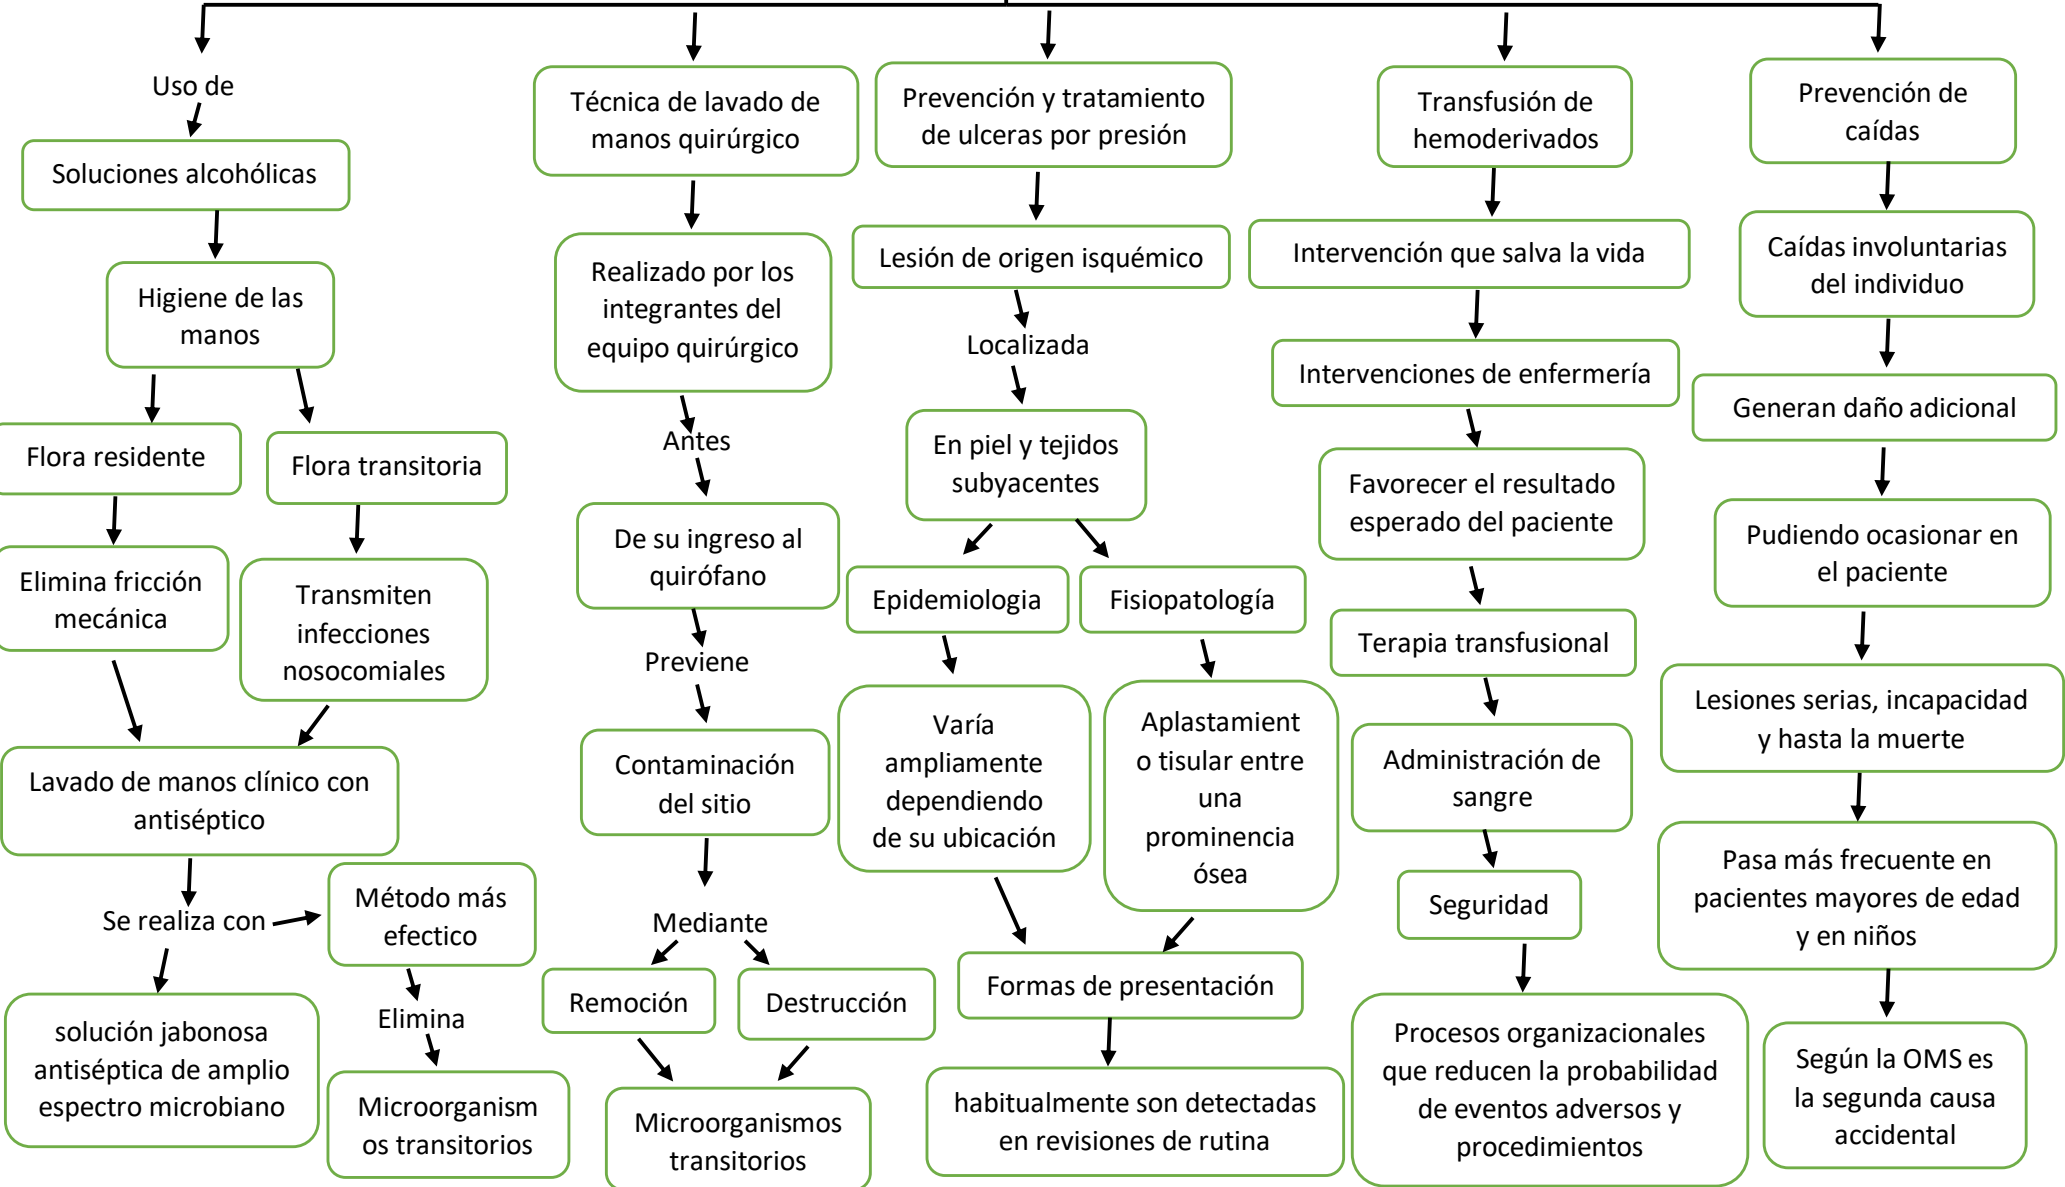 Uso de
Soluciones alcohólicas
Higiene de las
manos
Flora residente
Flora transitoria
Elimina fricción
mecánica
Transmiten
infecciones
nosocomiales
Lavado de manos clínico con
antiséptico
Se realiza con
Método más
efectico
solución jabonosa
antiséptica de amplio
espectro microbiano
Elimina
Microorganism
os transitorios
Técnica de lavado de
manos quirúrgico
Realizado por los
integrantes del
equipo quirúrgico
Antes
De su ingreso al
quirófano
Previene
Contaminación
del sitio
Mediante
Remoción
Destrucción
Microorganismos
transitorios
Prevención y tratamiento
de ulceras por presión
Lesión de origen isquémico
Localizada
En piel y tejidos
subyacentes
Epidemiologia
Fisiopatología
Varía
ampliamente
dependiendo
de su ubicación
Aplastamient
o tisular entre
una
prominencia
ósea
Formas de presentación
habitualmente son detectadas
en revisiones de rutina
Transfusión de
hemoderivados
Intervención que salva la vida
Intervenciones de enfermería
Favorecer el resultado
esperado del paciente
Terapia transfusional
Administración de
sangre
Seguridad
Procesos organizacionales
que reducen la probabilidad
de eventos adversos y
procedimientos
Prevención de
caídas
Caídas involuntarias
del individuo
Generan daño adicional
Pudiendo ocasionar en
el paciente
Lesiones serias, incapacidad
y hasta la muerte
Pasa más frecuente en
pacientes mayores de edad
y en niños
Según la OMS es
la segunda causa
accidental